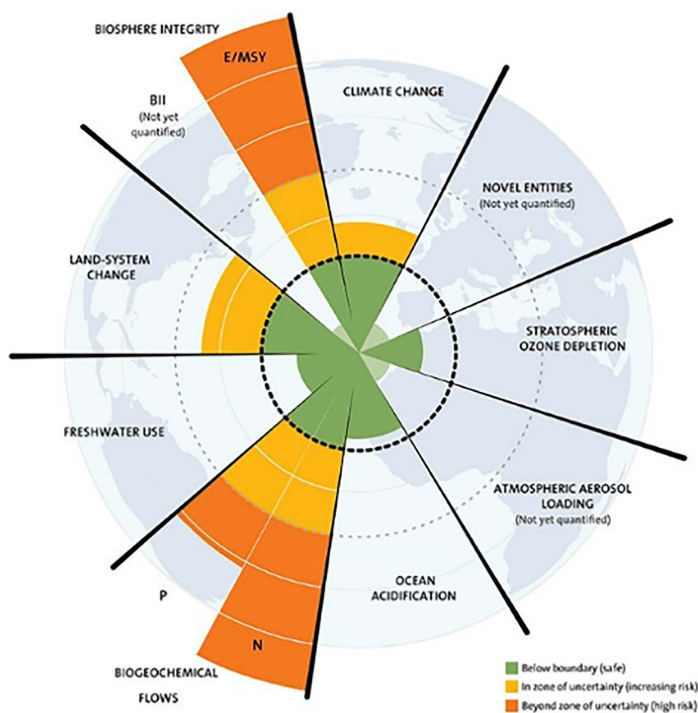 BIOSPHERE INTEGRITY
E/MSY
BII
(Not yet
quantified)
CLIMATE CHANGE
NOVEL ENTITIES
(Not yet quantified)
LAND-SYSTEM
CHANGE
STRATOSPHERIC
OZONE DEPLETION
FRESHWATER USE
ATMOSPHERIC AEROSOL
LOADING
(Not yet quantified)
OCEAN
ACIDIFICATION
P
N
BIOGEOCHEMICAL
FLOWS
Below boundary (safe)
In zone of uncertainty (increasing risk)
Beyond zone of uncertainty (high risk)